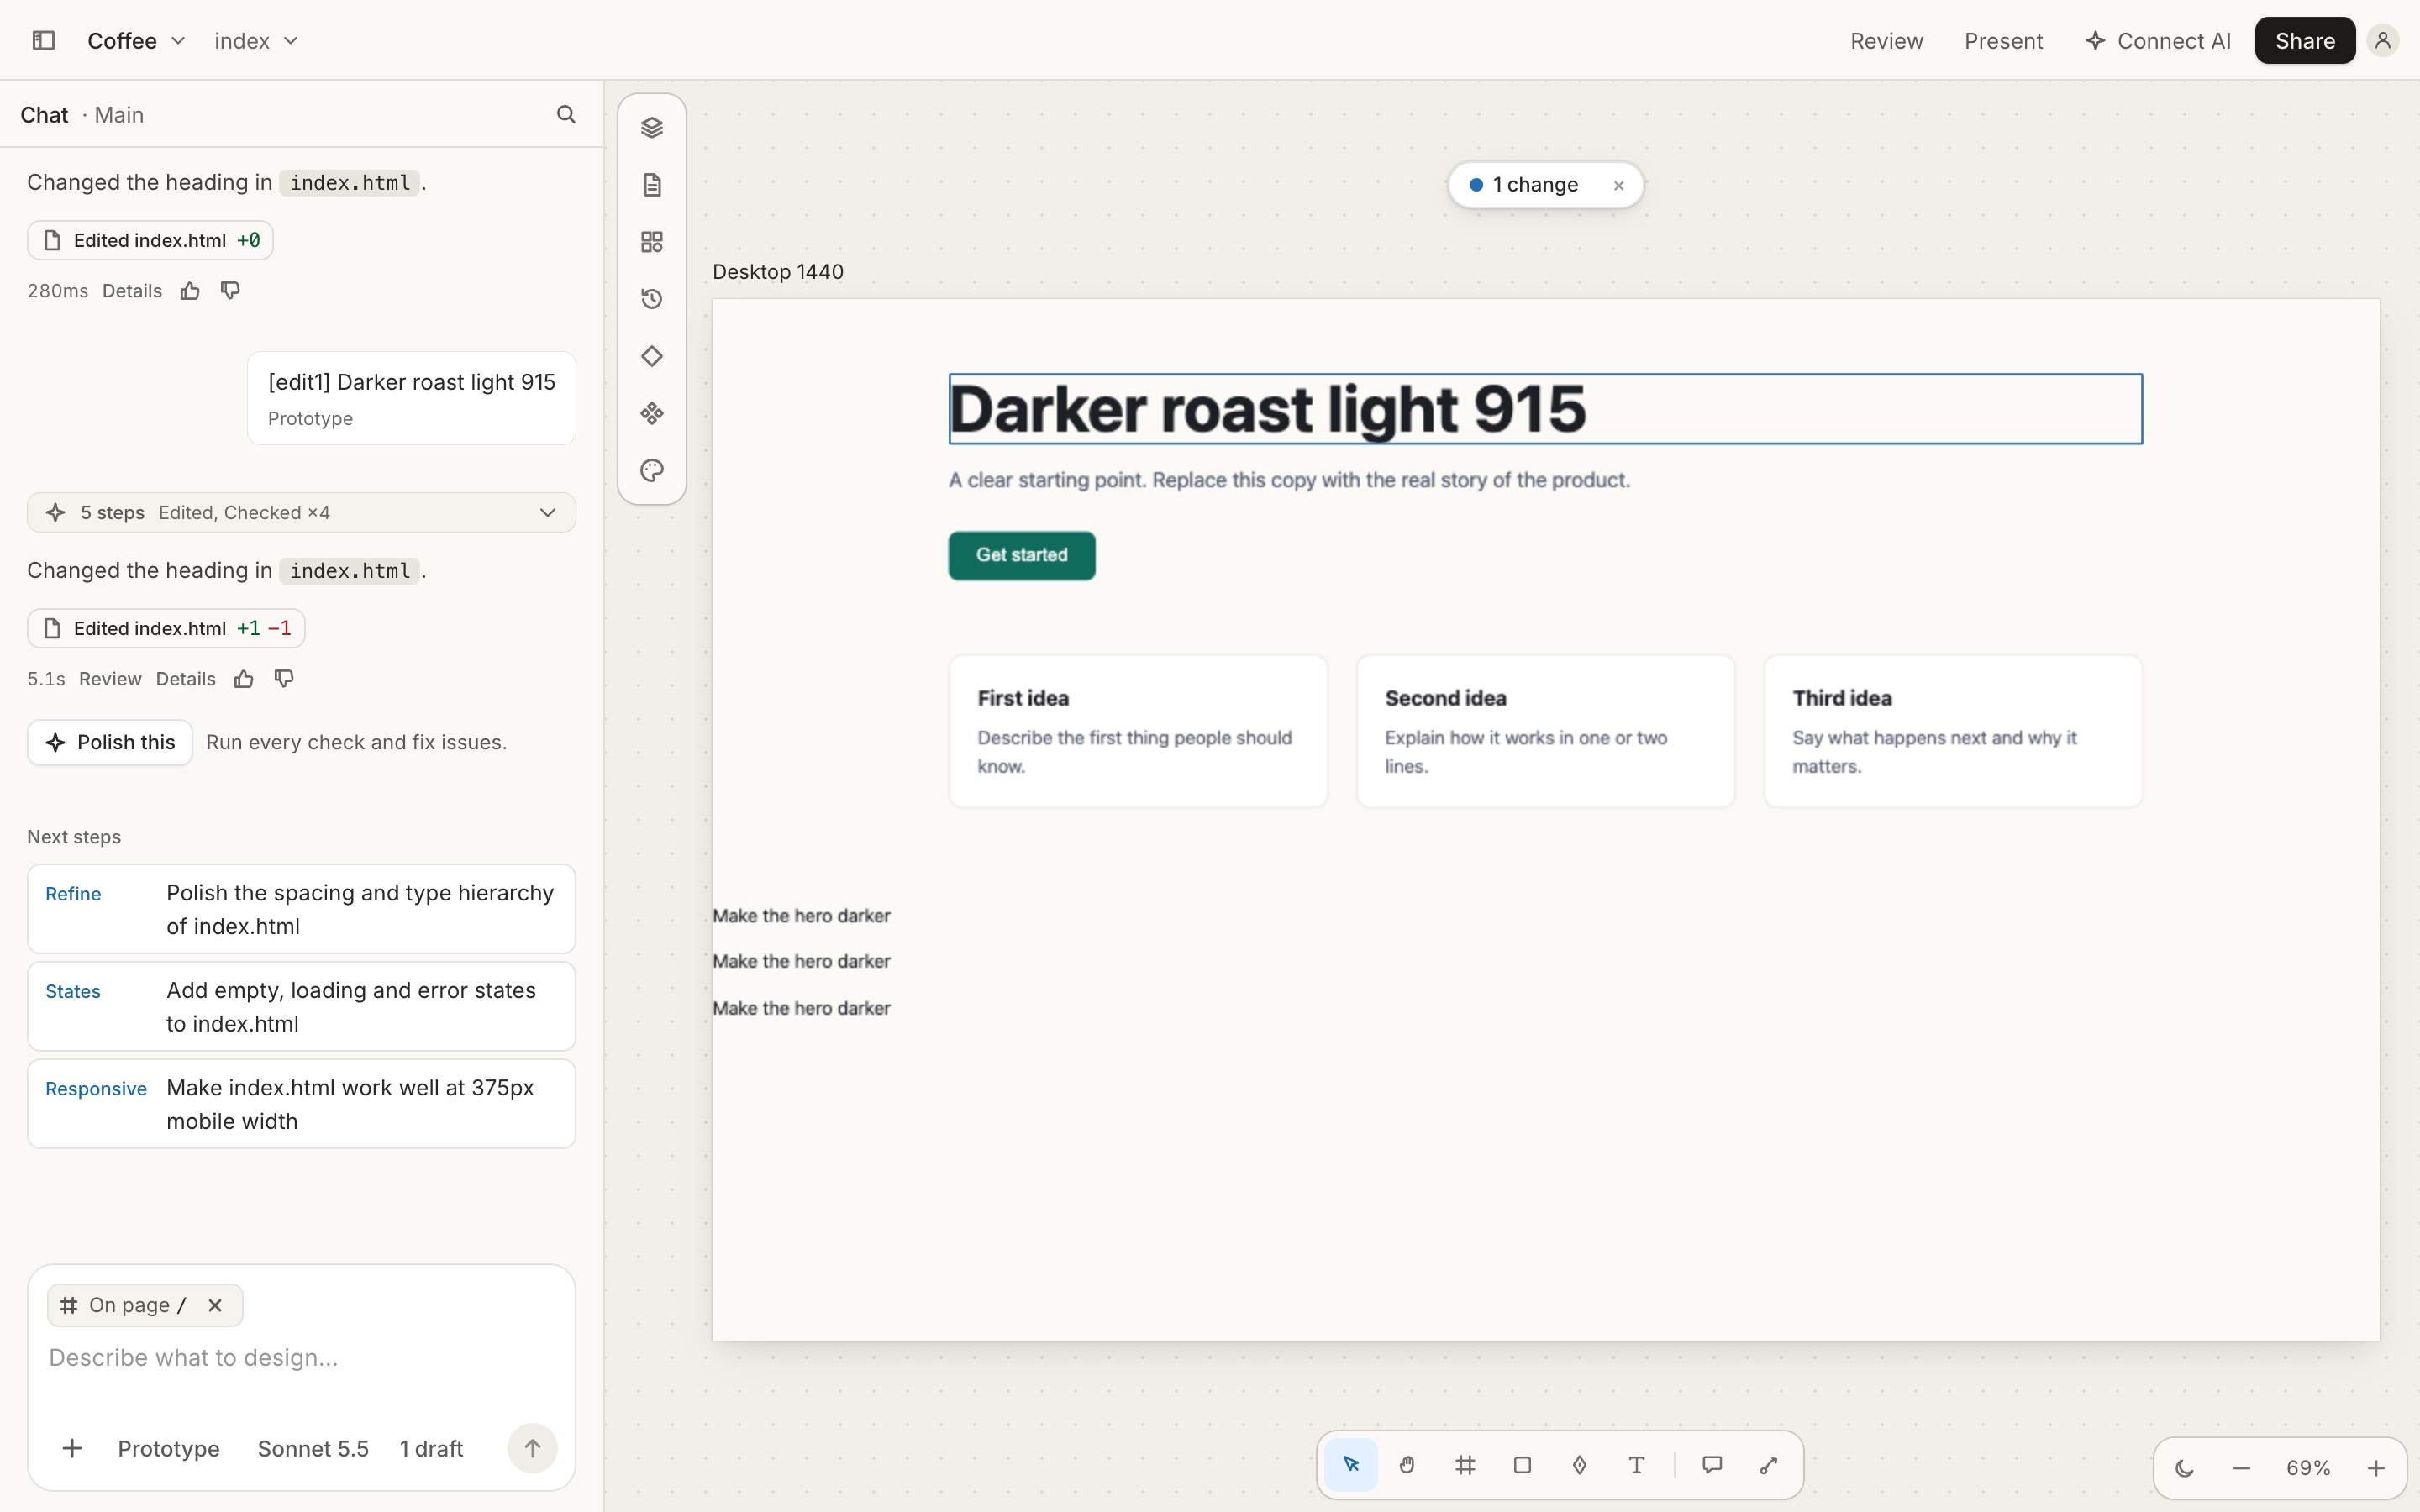 Coffee index Review Present Connect AI Share
Chat · Main
Changed the heading in index.html .
Edited index.html +0
280ms Details
[edit1] Darker roast light 915
Prototype
5 steps Edited, Checked ×4
Changed the heading in index.html .
Edited index.html +1 −1
5.1s Review Details
Polish this Run every check and fix issues.
Next steps
Refine Polish the spacing and type hierarchy
of index.html
States Add empty, loading and error states
to index.html
Responsive Make index.html work well at 375px
mobile width
On page /
Describe what to design...
Prototype Sonnet 5.5 1 draft
1 change
Desktop 1440
Darker roast light 915
A clear starting point. Replace this copy with the real story of the product.
Get started
First idea
Describe the first thing people should
know.
Second idea
Explain how it works in one or two
lines.
Third idea
Say what happens next and why it
matters.
Make the hero darker
Make the hero darker
Make the hero darker
69%